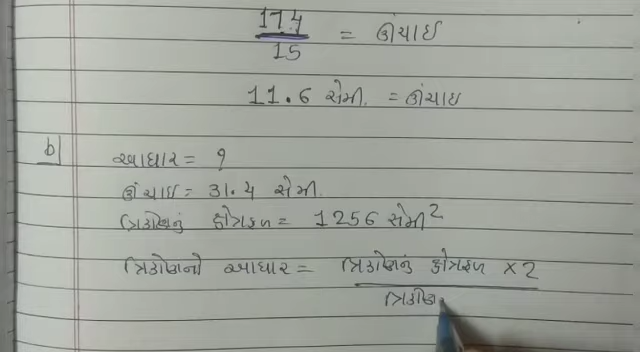 174
15
= ઊંચાઈ
11.6 સેમી. = ઊંચાઇ
b) આધાર = ?
ઊંચાઇ = 31.4 સેમી.
ત્રિકોણનું ક્ષેત્રફળ = 1256 સેમી²
ત્રિકોણનો આધાર = ત્રિકોણનું ક્ષેત્રફળ × 2
ત્રિકોણ